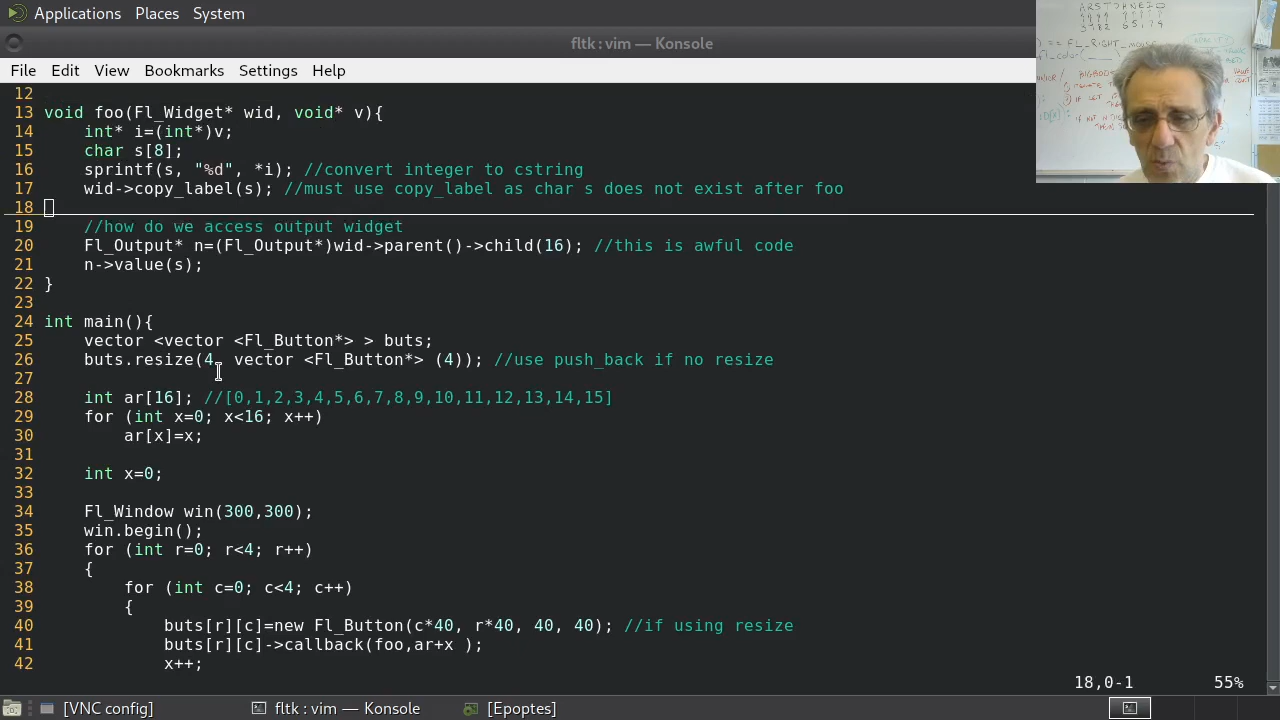 Applications Places System
fltk : vim — Konsole
File Edit View Bookmarks Settings Help
12
13 void foo(Fl_Widget* wid, void* v){
14 int* i=(int*)v;
15 char s[8];
16 sprintf(s, "%d", *i); //convert integer to cstring
17 wid->copy_label(s); //must use copy_label as char s does not exist after foo
18
19 //how do we access output widget
20 Fl_Output* n=(Fl_Output*)wid->parent()->child(16); //this is awful code
21 n->value(s);
22 }
23
24 int main(){
25 vector <vector <Fl_Button*> > buts;
26 buts.resize(4, vector <Fl_Button*> (4)); //use push_back if no resize
27
28 int ar[16]; //[0,1,2,3,4,5,6,7,8,9,10,11,12,13,14,15]
29 for (int x=0; x<16; x++)
30 ar[x]=x;
31
32 int x=0;
33
34 Fl_Window win(300,300);
35 win.begin();
36 for (int r=0; r<4; r++)
37 {
38 for (int c=0; c<4; c++)
39 {
40 buts[r][c]=new Fl_Button(c*40, r*40, 40, 40); //if using resize
41 buts[r][c]->callback(foo,ar+x );
42 x++;
18,0-1 55%
[VNC config] fltk : vim — Konsole [Epoptes]